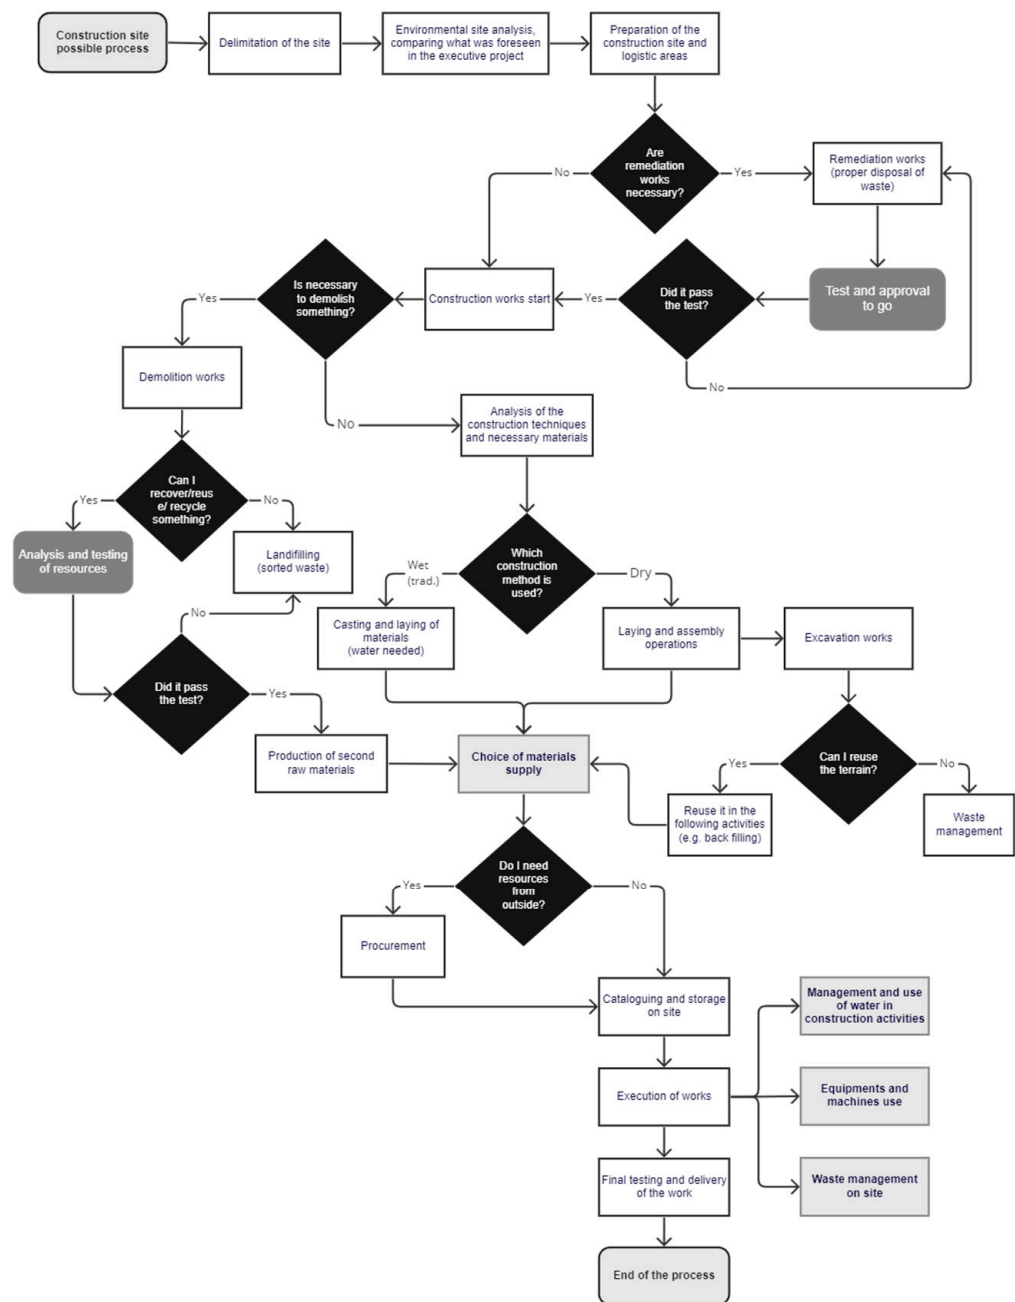 Construction site
possible process
Delimitation of the site
Environmental site analysis,
comparing what was foreseen
in the executive project
Preparation of the
construction site and
logistic areas
Are
remediation
works
necessary?
No
Yes
Remediation works
(proper disposal of
waste)
Is necessary
to demolish
something?
Yes
Construction works start
Yes
Did it pass
the test?
Test and approval
to go
No
Demolition works
No
Analysis of the
construction techniques
and necessary materials
Can I
recover/reus
e/ recycle
something?
Yes
No
Analysis and testing
of resources
Landfilling
(sorted waste)
Which
construction
method is
used?
Wet
(trad.)
Dry
No
Casting and laying of
materials
(water needed)
Laying and assembly
operations
Excavation works
Did it pass
the test?
Yes
Production of second
raw materials
Choice of materials
supply
Can I reuse
the terrain?
Yes
No
Reuse it in the
following activities
(e.g. back filling)
Waste
management
Do I need
resources
from
outside?
Yes
No
Procurement
Cataloguing and storage
on site
Management and use
of water in
construction activities
Execution of works
Equipments and
machines use
Final testing and delivery
of the work
Waste management
on site
End of the process